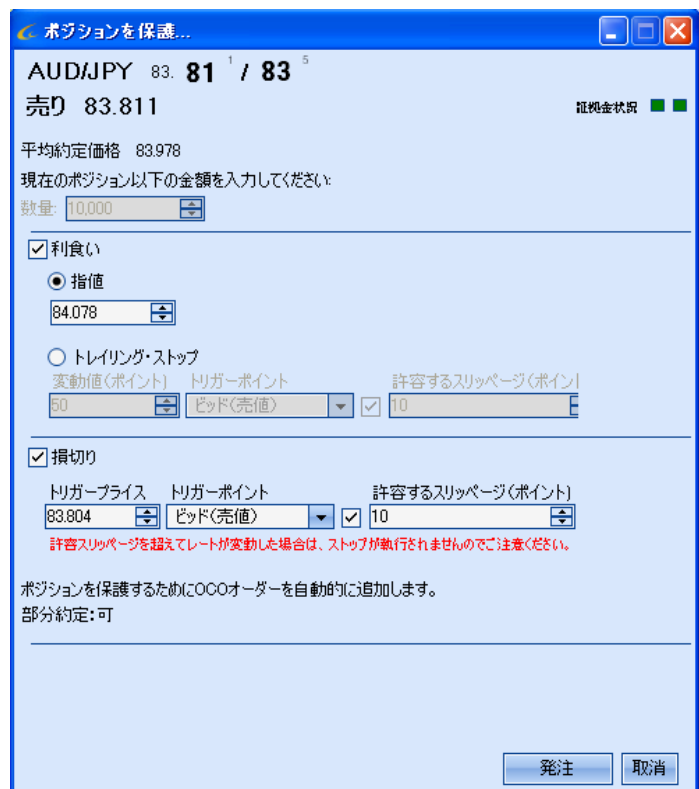 ポジションを保護...
AUD/JPY 83. 81 1 / 83 5
売り 83.811
証拠金状況
平均約定価格 83.978
現在のポジション以下の金額を入力してください:
数量: 10,000
利食い
指値
84.078
トレイリング・ストップ
変動値(ポイント) トリガーポイント 許容するスリッページ(ポイン
50 ビッド(売値) 10
損切り
トリガープライス トリガーポイント 許容するスリッページ(ポイント)
83.804 ビッド(売値) 10
許容スリッページを超えてレートが変動した場合は、ストップが執行されませんのでご注意ください。
ポジションを保護するためにOCOオーダーを自動的に追加します。
部分約定:可
発注 取消